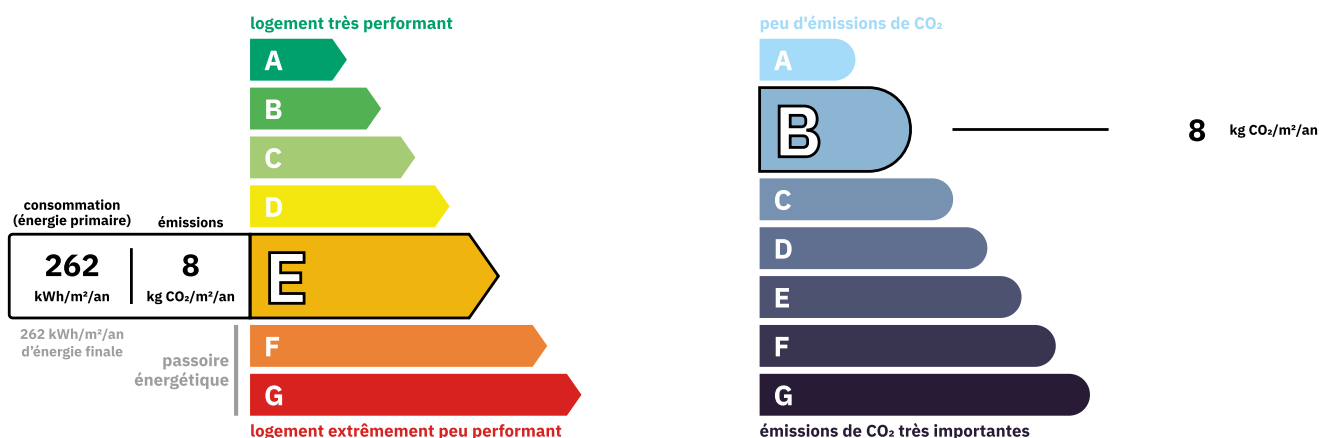 logement très performant
A
B
C
D
consommation
(énergie primaire)
émissions
262
kWh/m²/an
8
kg CO₂/m²/an
E
262 kWh/m²/an
d'énergie finale
passoire
énergétique
F
G
logement extrêmement peu performant
peu d'émissions de CO₂
A
B
8 kg CO₂/m²/an
C
D
E
F
G
émissions de CO₂ très importantes